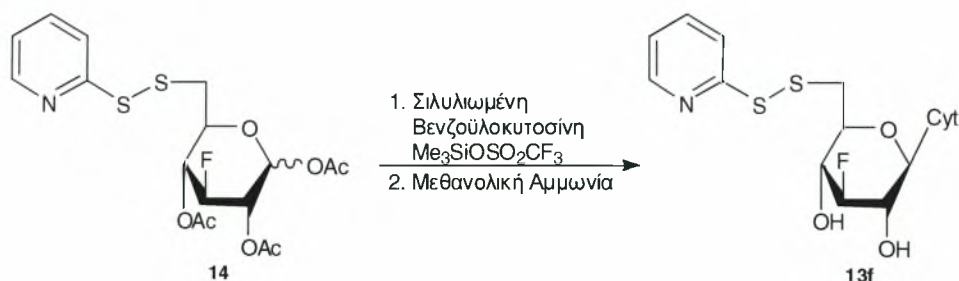 N
S
S
O
F
OAc
OAc
OAc
14
1. Σιλυλιωμένη
Βενζοϋλοκυτοσίνη
Me₃SiOSO₂CF₃
2. Μεθανολική Αμμωνία
N
S
S
O
Cyt
F
OH
OH
13f